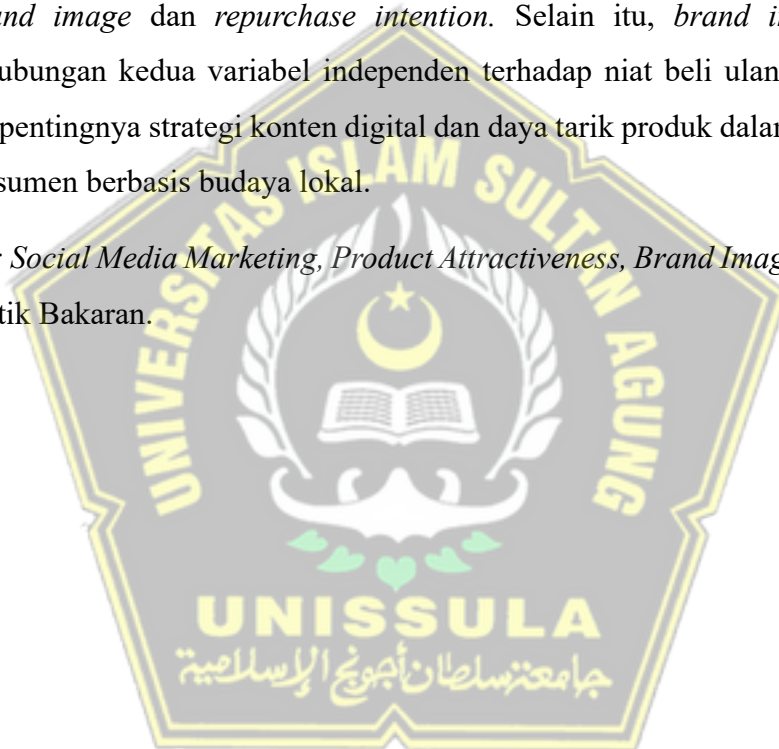 and image dan repurchase intention. Selain itu, brand i
ubungan kedua variabel independen terhadap niat beli ulan
pentingnya strategi konten digital dan daya tarik produk dalam
sumen berbasis budaya lokal.
: Social Media Marketing, Product Attractiveness, Brand Imag
tik Bakaran.
UNIVERSITAS ISLAM SULTAN AGUNG
UNISSULA
جامعتسلطان أجونج الإسلامية